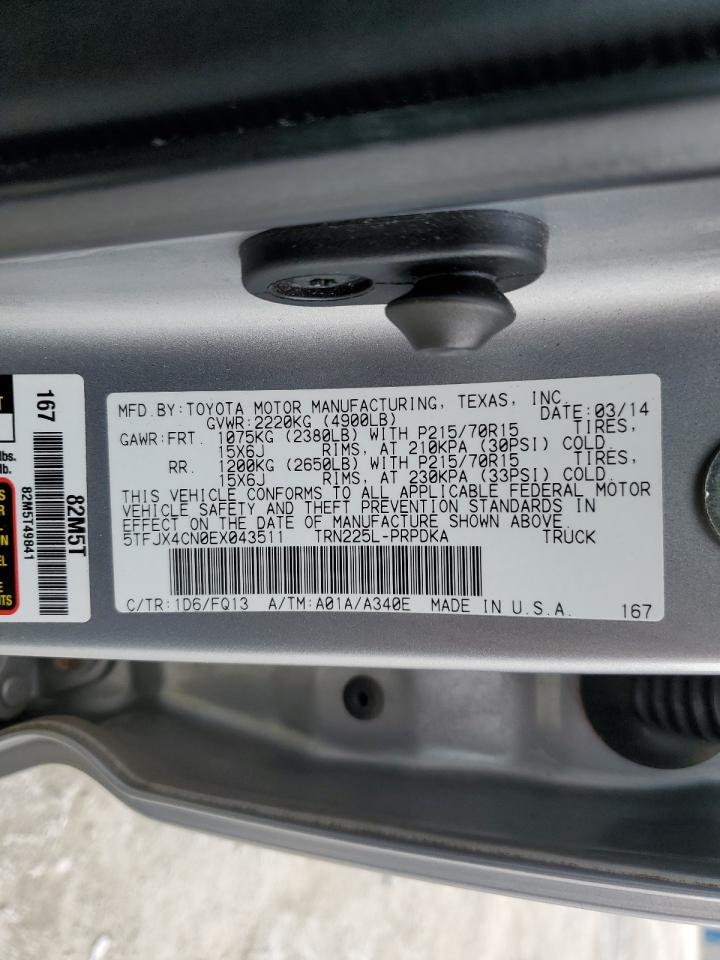 MFD.BY:TOYOTA MOTOR MANUFACTURING, TEXAS, INC.
GVWR:2220KG (4900LB) DATE:03/14
GAWR:FRT. 1075KG (2380LB) WITH P215/70R15 TIRES,
15X6J RIMS, AT 210KPA (30PSI) COLD.
RR. 1200KG (2650LB) WITH P215/70R15 TIRES,
15X6J RIMS, AT 230KPA (33PSI) COLD.
THIS VEHICLE CONFORMS TO ALL APPLICABLE FEDERAL MOTOR
VEHICLE SAFETY AND THEFT PREVENTION STANDARDS IN
EFFECT ON THE DATE OF MANUFACTURE SHOWN ABOVE.
5TFJX4CN0EX043511 TRN225L-PRPDKA TRUCK
C/TR:1D6/FQ13 A/TM:A01A/A340E MADE IN U.S.A. 167
167
82M5T
82M5T49841
lbs.
lb.